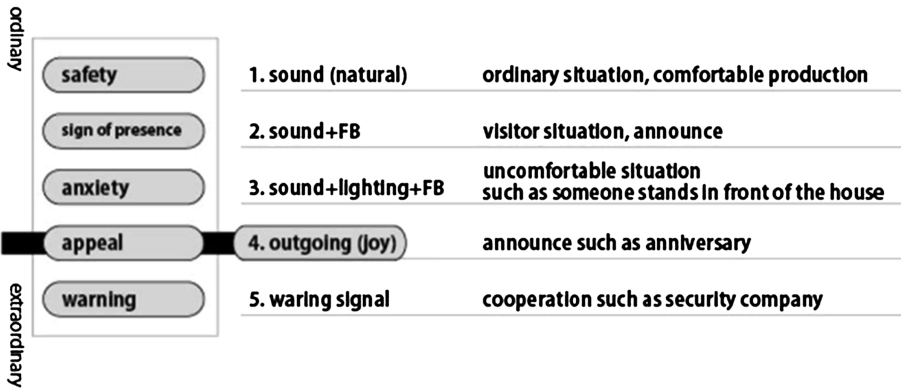 ordinary
safety 1. sound (natural) ordinary situation, comfortable production
sign of presence 2. sound+FB visitor situation, announce
anxiety 3. sound+lighting+FB uncomfortable situation
such as someone stands in front of the house
appeal 4. outgoing (joy) announce such as anniversary
warning 5. waring signal cooperation such as security company
extraordinary